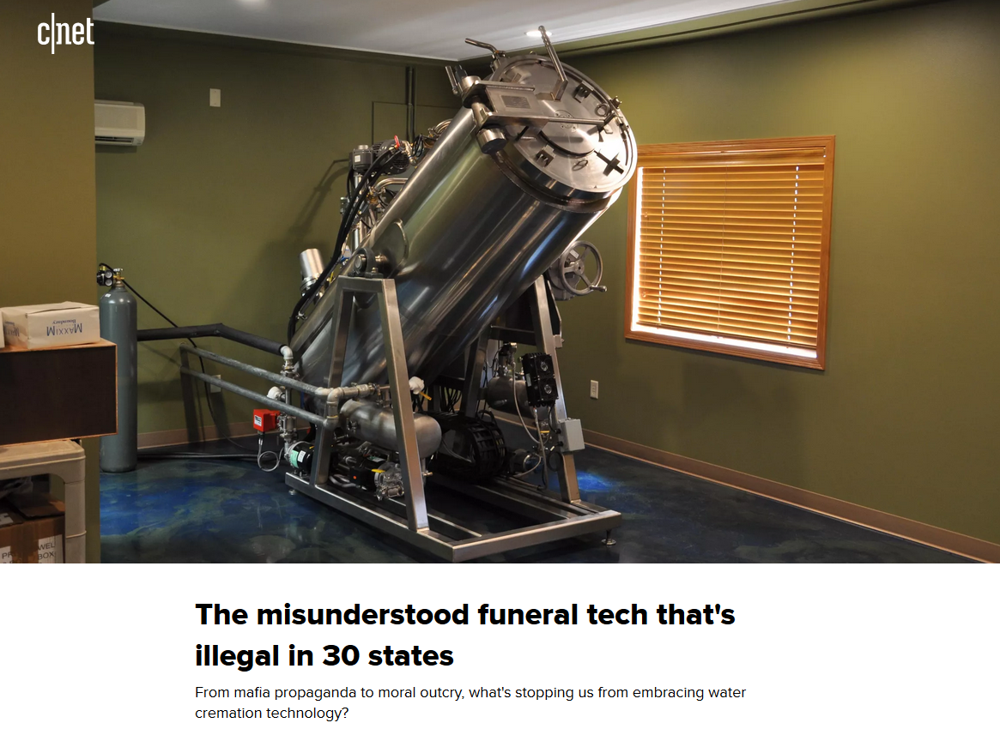 c|net
MAXXIM
The misunderstood funeral tech that's
illegal in 30 states
From mafia propaganda to moral outcry, what's stopping us from embracing water
cremation technology?